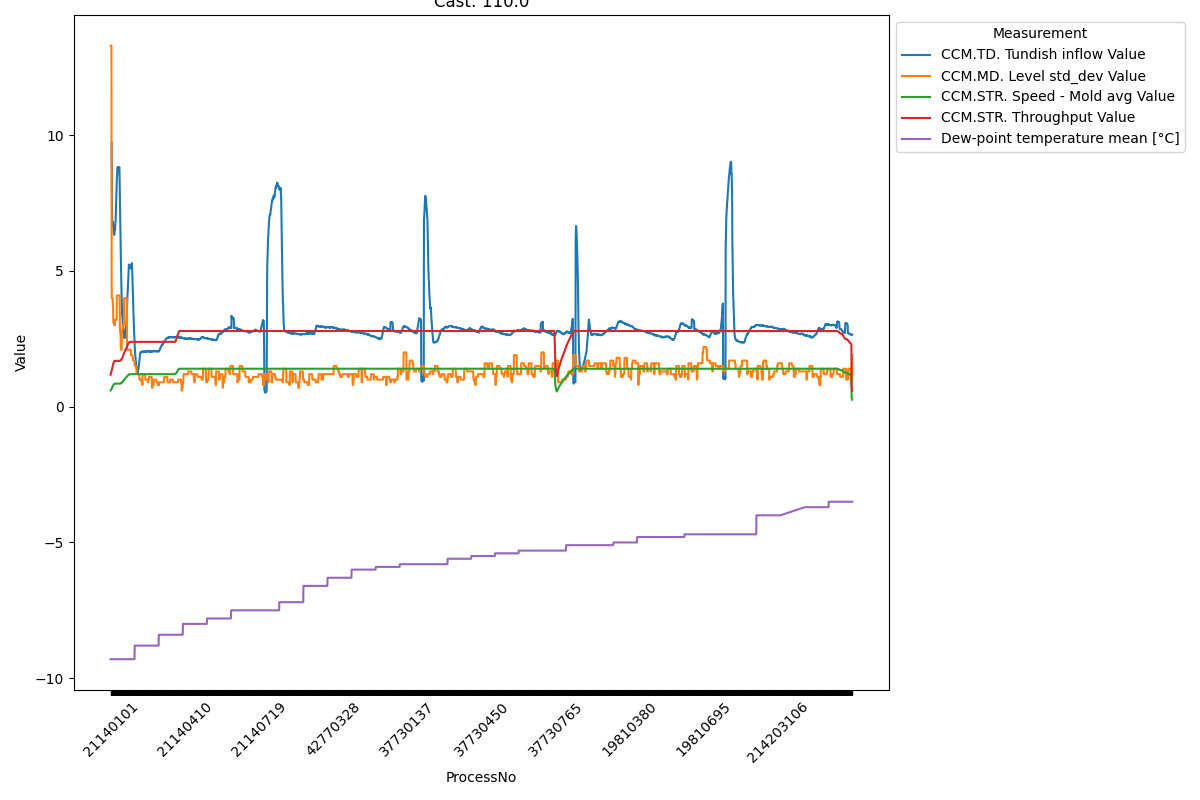 Cast: 110.0
Measurement
CCM.TD. Tundish inflow Value
CCM.MD. Level std_dev Value
CCM.STR. Speed - Mold avg Value
CCM.STR. Throughput Value
Dew-point temperature mean [°C]
Value
10
5
0
−5
−10
21140101
21140410
21140719
42770328
37730137
37730450
37730765
19810380
19810695
214203106
ProcessNo